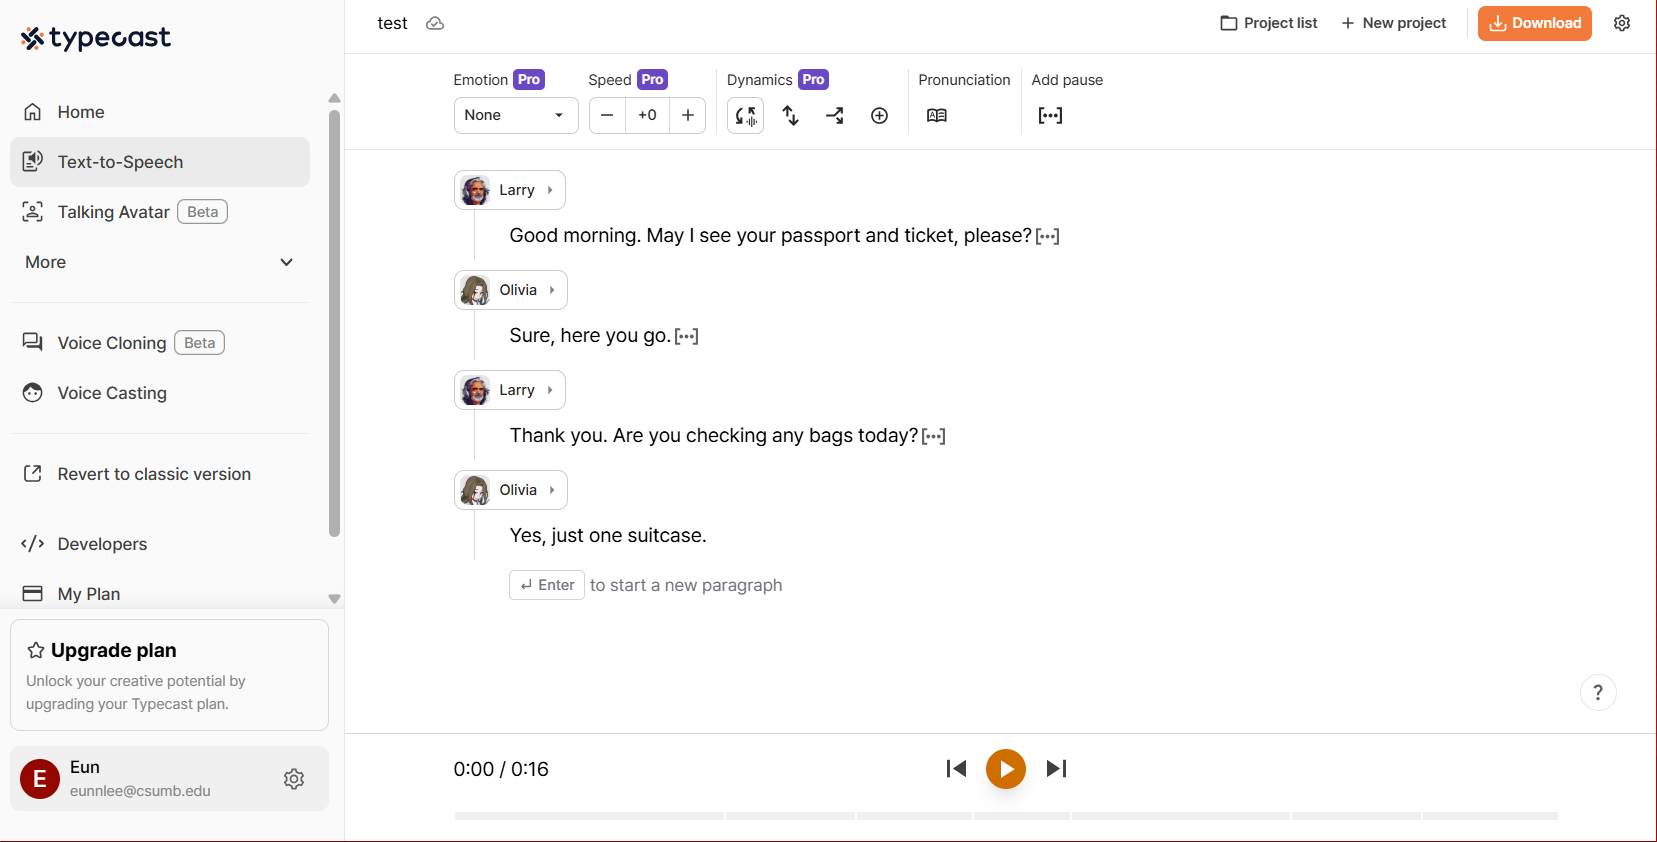 typecast
Home
Text-to-Speech
Talking Avatar Beta
More
Voice Cloning Beta
Voice Casting
Revert to classic version
Developers
My Plan
Upgrade plan
Unlock your creative potential by
upgrading your Typecast plan.
E
Eun
eunnlee@csumb.edu
test
Project list
New project
Download
Emotion Pro
Speed Pro
Dynamics Pro
Pronunciation
Add pause
None
+0
Larry
Good morning. May I see your passport and ticket, please? [···]
Olivia
Sure, here you go. [···]
Larry
Thank you. Are you checking any bags today? [···]
Olivia
Yes, just one suitcase.
↵ Enter to start a new paragraph
?
0:00 / 0:16